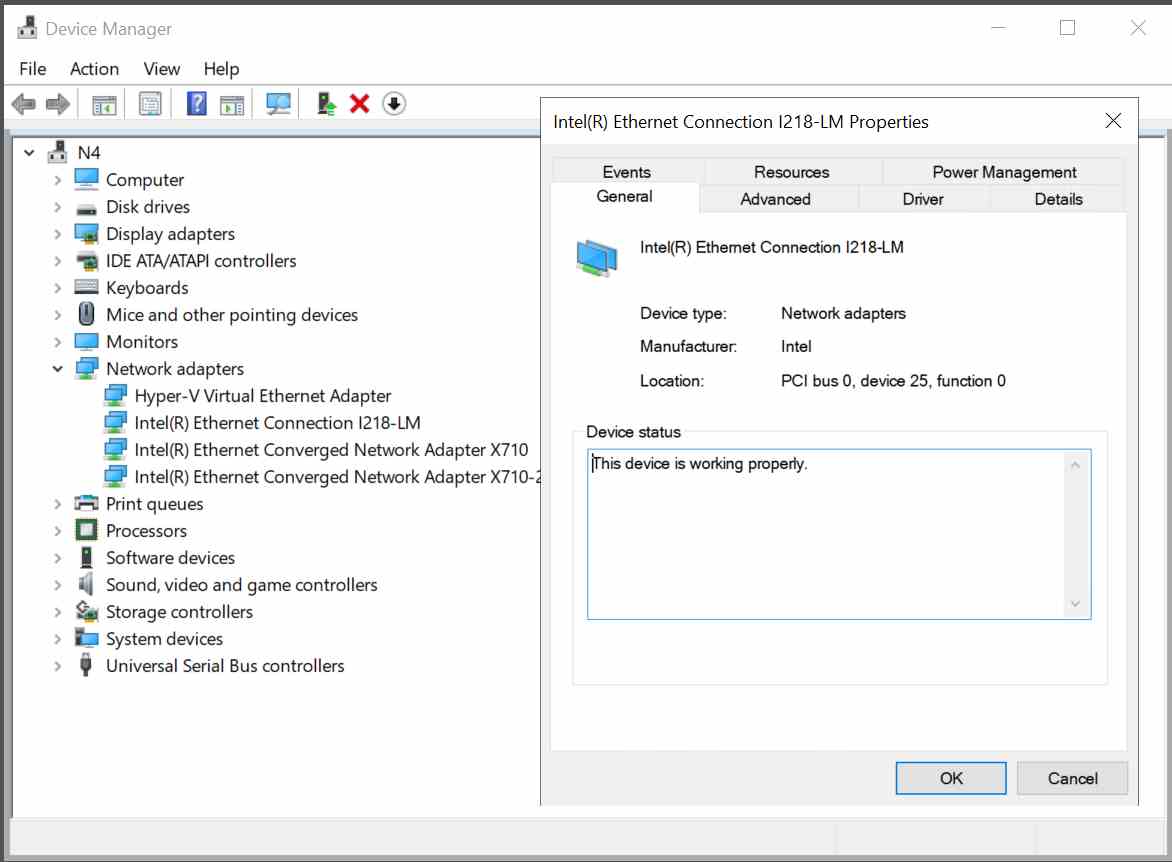 Device Manager
File Action View Help
N4
Computer
Disk drives
Display adapters
IDE ATA/ATAPI controllers
Keyboards
Mice and other pointing devices
Monitors
Network adapters
Hyper-V Virtual Ethernet Adapter
Intel(R) Ethernet Connection I218-LM
Intel(R) Ethernet Converged Network Adapter X710
Intel(R) Ethernet Converged Network Adapter X710-2
Print queues
Processors
Software devices
Sound, video and game controllers
Storage controllers
System devices
Universal Serial Bus controllers
Intel(R) Ethernet Connection I218-LM Properties
Events Resources Power Management
General Advanced Driver Details
Intel(R) Ethernet Connection I218-LM
Device type: Network adapters
Manufacturer: Intel
Location: PCI bus 0, device 25, function 0
Device status
This device is working properly.
OK Cancel